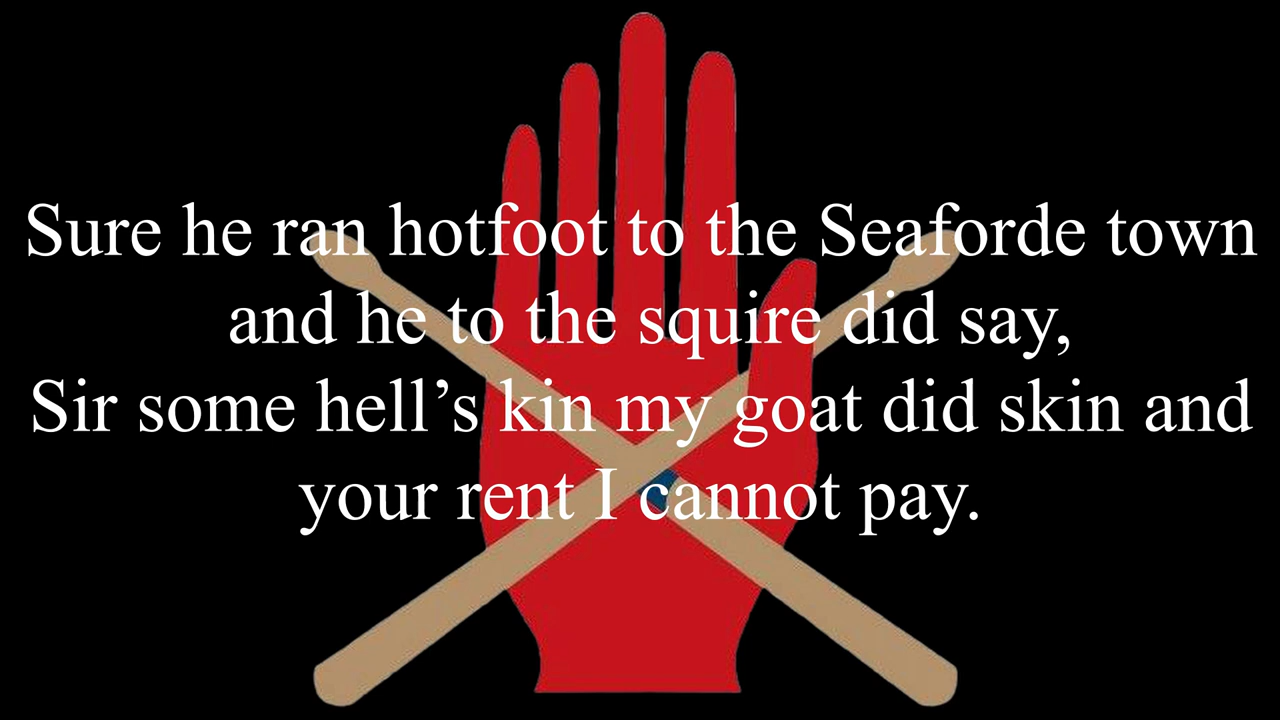 Sure he ran hotfoot to the Seaforde town
and he to the squire did say,
Sir some hell’s kin my goat did skin and
your rent I cannot pay.